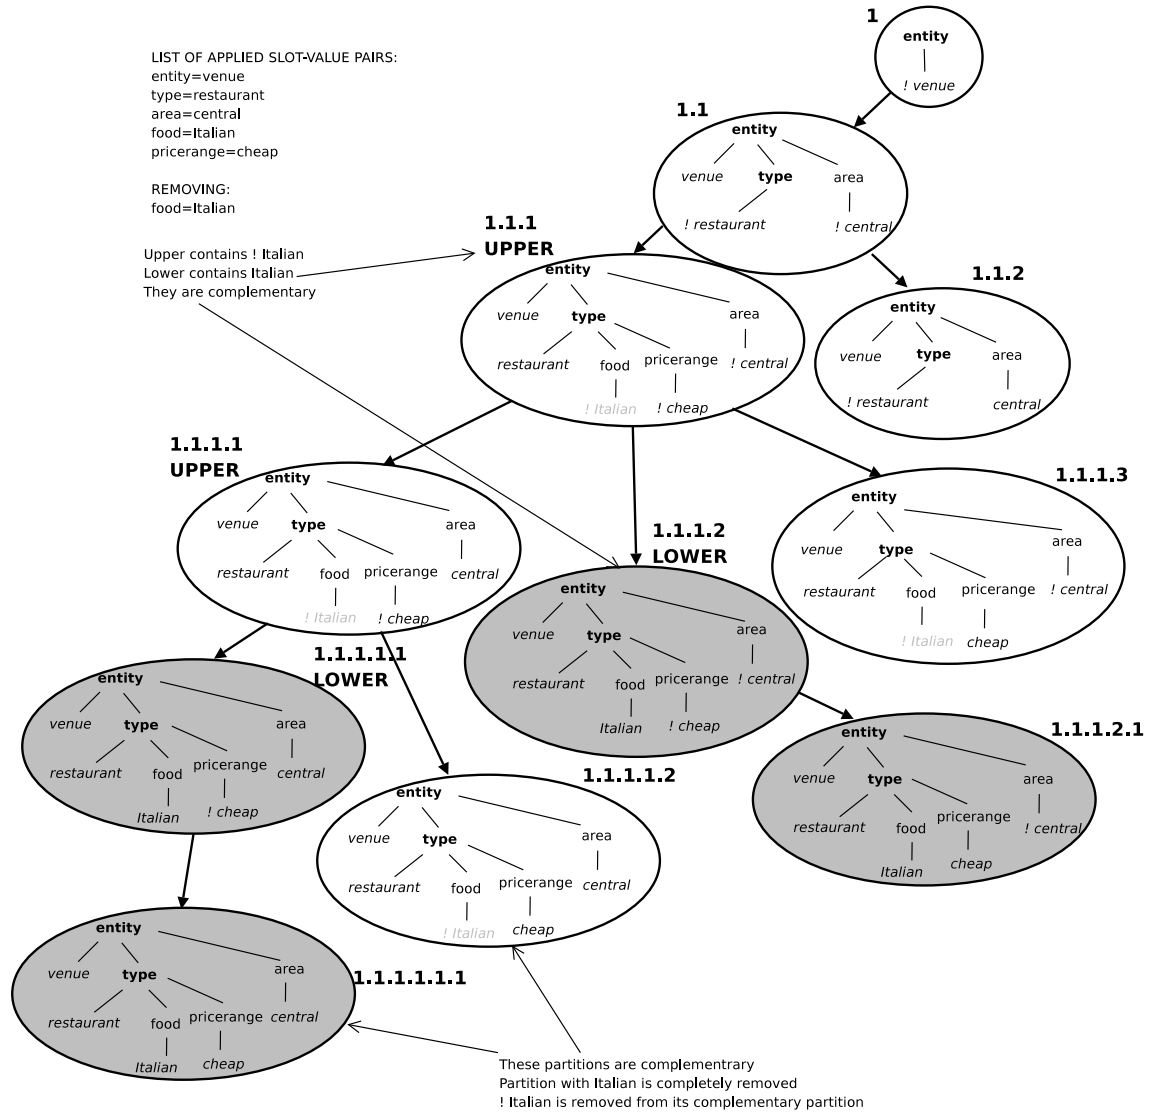 1
entity
! venue
LIST OF APPLIED SLOT-VALUE PAIRS:
entity=venue
type=restaurant
area=central
food=Italian
pricerange=cheap
REMOVING:
food=Italian
Upper contains ! Italian
Lower contains Italian
They are complementary
1.1
entity
venue type area
! restaurant ! central
1.1.1
UPPER
entity
venue type area
restaurant food pricerange ! central
! Italian ! cheap
1.1.2
entity
venue type area
! restaurant central
1.1.1.1
UPPER
entity
venue type area
restaurant food pricerange central
! Italian ! cheap
1.1.1.2
LOWER
entity
venue type area
restaurant food pricerange ! central
Italian ! cheap
1.1.1.3
entity
venue type area
restaurant food pricerange ! central
! Italian cheap
1.1.1.1.1
LOWER
entity
venue type area
restaurant food pricerange central
Italian ! cheap
1.1.1.1.2
entity
venue type area
restaurant food pricerange central
! Italian cheap
1.1.1.2.1
entity
venue type area
restaurant food pricerange ! central
Italian cheap
1.1.1.1.1.1
entity
venue type area
restaurant food pricerange central
Italian cheap
These partitions are complementrary
Partition with Italian is completely removed
! Italian is removed from its complementary partition